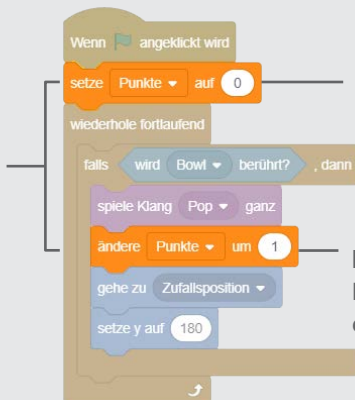 Wenn angeklickt wird
setze Punkte auf 0
wiederhole fortlaufend
falls wird Bowl berührt? , dann
spiele Klang Pop ganz
ändere Punkte um 1
gehe zu Zufallsposition
setze y auf 180